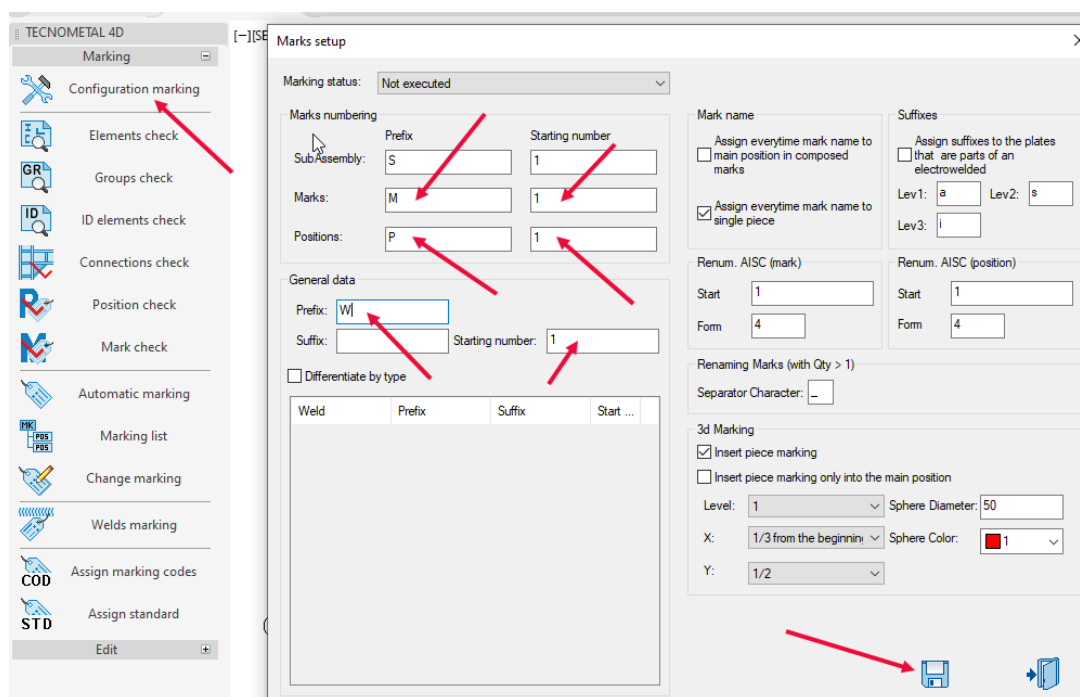 TECNOMETAL 4D
Marking
Configuration marking
Elements check
GR
Groups check
ID
ID elements check
Connections check
Position check
Mark check
Automatic marking
MK
POS
POS
Marking list
Change marking
Welds marking
COD
Assign marking codes
STD
Assign standard
Edit
[-][SE
Marks setup
Marking status:
Not executed
Marks numbering
Prefix
Starting number
SubAssembly:
S
1
Marks:
M
1
Positions:
P
1
General data
Prefix:
W
Suffix:
Starting number:
1
Differentiate by type
Weld
Prefix
Suffix
Start ...
Mark name
Assign everytime mark name to
main position in composed
marks
Assign everytime mark name to
single piece
Suffixes
Assign suffixes to the plates
that are parts of an
electrowelded
Lev1:
a
Lev2:
s
Lev3:
i
Renum. AISC (mark)
Start
1
Form
4
Renum. AISC (position)
Start
1
Form
4
Renaming Marks (with Qty > 1)
Separator Character:
_
3d Marking
Insert piece marking
Insert piece marking only into the main position
Level:
1
Sphere Diameter:
50
X:
1/3 from the beginnin
Sphere Color:
1
Y:
1/2